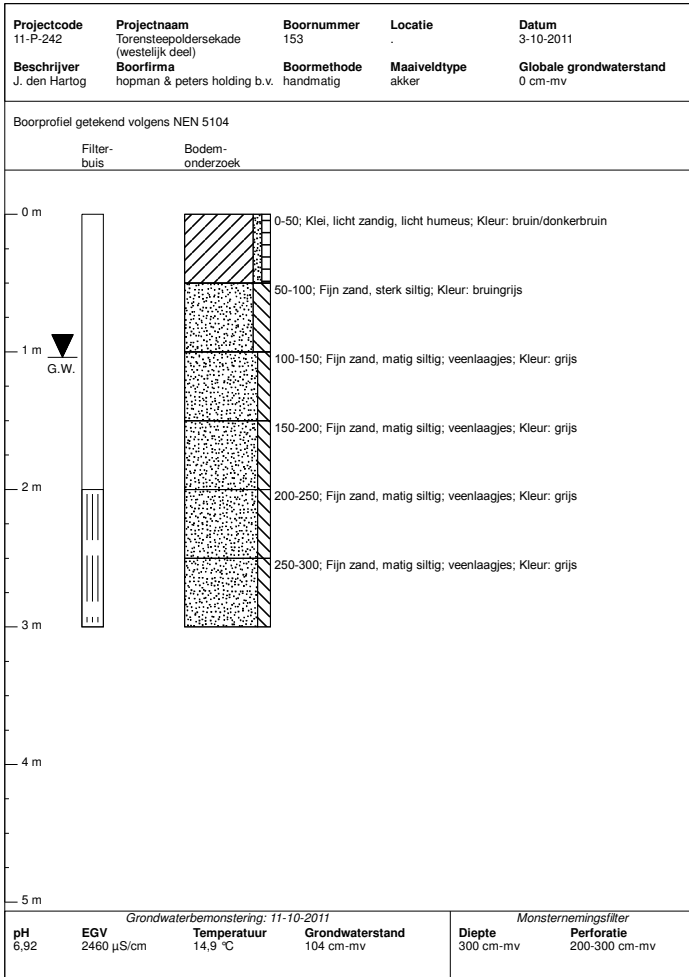 Projectcode Projectnaam Boornummer Locatie Datum
11-P-242 Torensteepoldersekade 153 . 3-10-2011
(westelijk deel)
Beschrijver Boorfirma Boormethode Maaiveldtype Globale grondwaterstand
J. den Hartog hopman & peters holding b.v. handmatig akker 0 cm-mv
Boorprofiel getekend volgens NEN 5104
Filter- Bodem-
buis onderzoek
0 m
0-50; Klei, licht zandig, licht humeus; Kleur: bruin/donkerbruin
50-100; Fijn zand, sterk siltig; Kleur: bruingrijs
1 m
100-150; Fijn zand, matig siltig; veenlaagjes; Kleur: grijs
G.W.
150-200; Fijn zand, matig siltig; veenlaagjes; Kleur: grijs
2 m
200-250; Fijn zand, matig siltig; veenlaagjes; Kleur: grijs
250-300; Fijn zand, matig siltig; veenlaagjes; Kleur: grijs
3 m
4 m
5 m
Grondwaterbemonstering: 11-10-2011 Monsternemingsfilter
pH EGV Temperatuur Grondwaterstand Diepte Perforatie
6,92 2460 µS/cm 14,9 °C 104 cm-mv 300 cm-mv 200-300 cm-mv